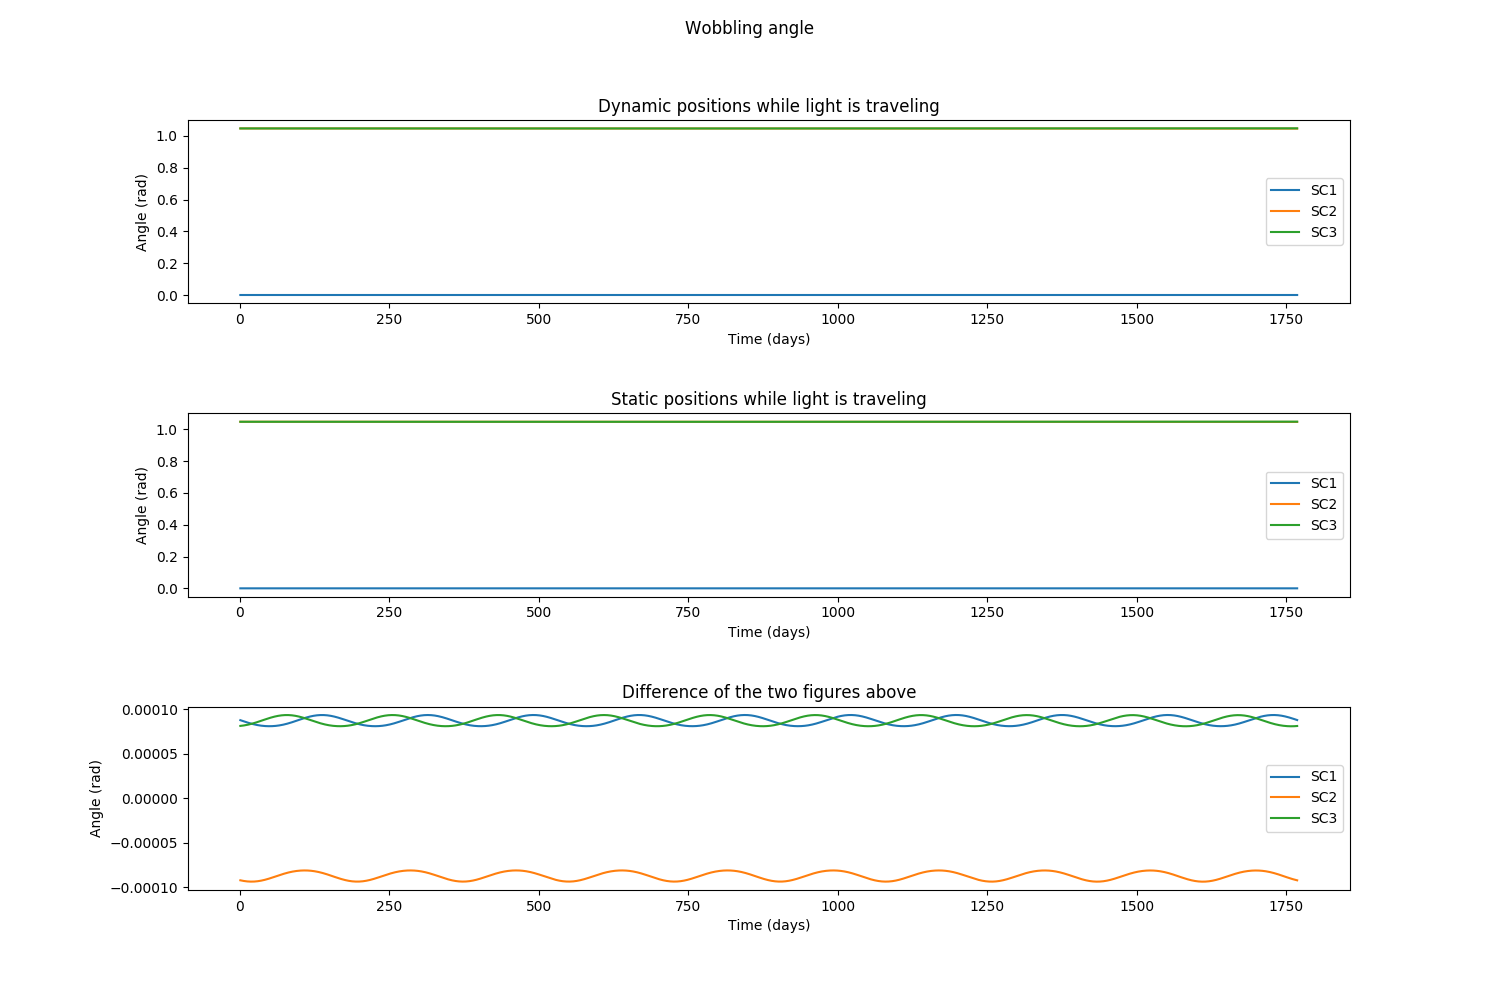 Wobbling angle
Dynamic positions while light is traveling
1.0
0.8
0.6
0.4
0.2
0.0
Angle (rad)
SC1
SC2
SC3
0 250 500 750 1000 1250 1500 1750
Time (days)
Static positions while light is traveling
1.0
0.8
0.6
0.4
0.2
0.0
Angle (rad)
SC1
SC2
SC3
0 250 500 750 1000 1250 1500 1750
Time (days)
Difference of the two figures above
0.00010
0.00005
0.00000
−0.00005
−0.00010
Angle (rad)
SC1
SC2
SC3
0 250 500 750 1000 1250 1500 1750
Time (days)